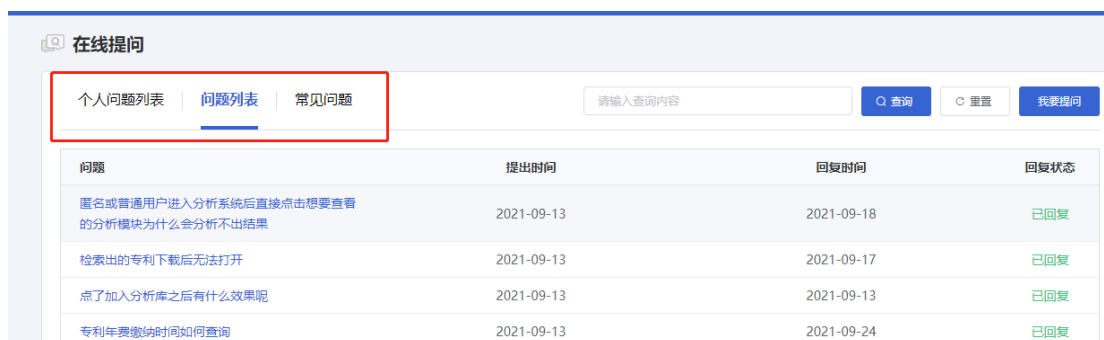 在线提问
个人问题列表 问题列表 常见问题 请输入查询内容 查询 重置 我要提问
问题 提出时间 回复时间 回复状态
匿名或普通用户进入分析系统后直接点击想要查看
的分析模块为什么会分析不出结果 2021-09-13 2021-09-18 已回复
检索出的专利下载后无法打开 2021-09-13 2021-09-17 已回复
点了加入分析库之后有什么效果呢 2021-09-13 2021-09-13 已回复
专利年费缴纳时间如何查询 2021-09-13 2021-09-24 已回复